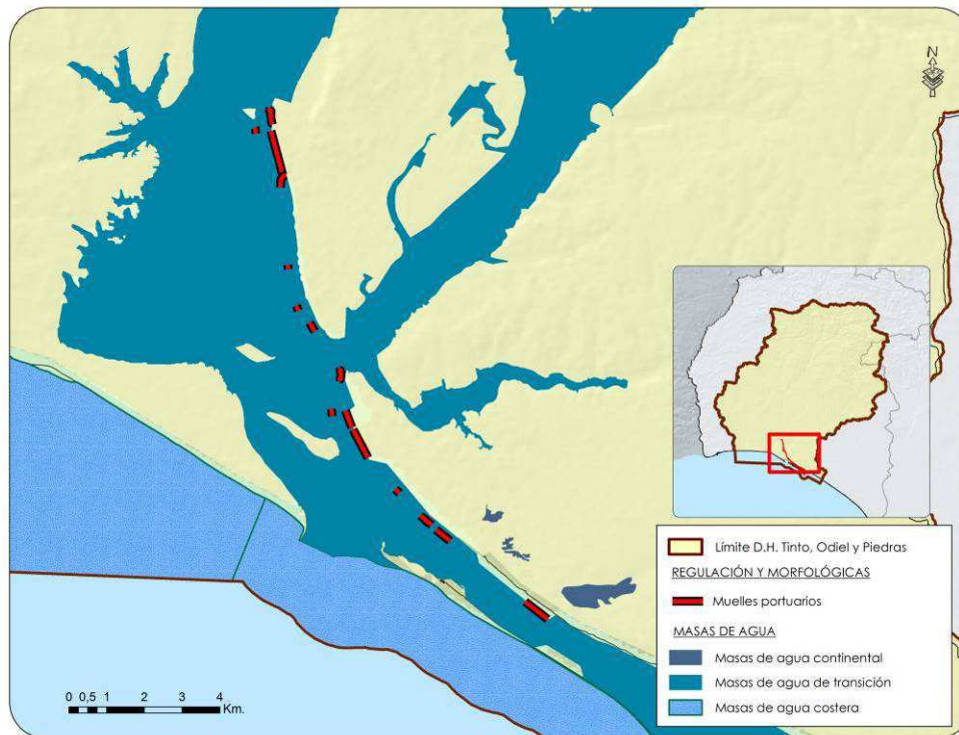 N
Límite D.H. Tinto, Odiel y Piedras
REGULACIÓN Y MORFOLÓGICAS
Muelles portuarios
MASAS DE AGUA
Masas de agua continental
Masas de agua de transición
Masas de agua costera
0 0,5 1 2 3 4
Km.